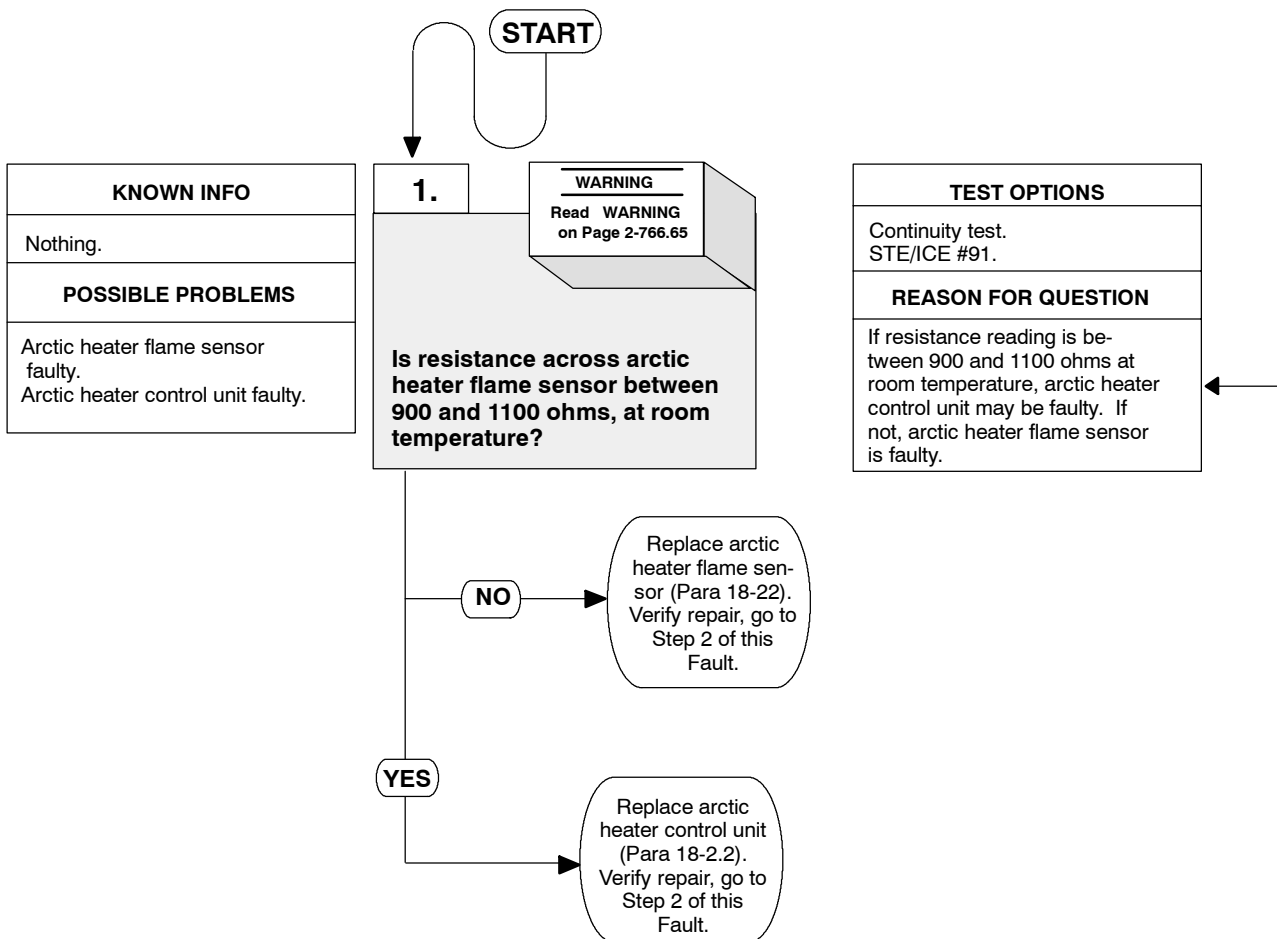 START
KNOWN INFO
Nothing.
POSSIBLE PROBLEMS
Arctic heater flame sensor
faulty.
Arctic heater control unit faulty.
1.
WARNING
Read WARNING
on Page 2-766.65
Is resistance across arctic
heater flame sensor between
900 and 1100 ohms, at room
temperature?
TEST OPTIONS
Continuity test.
STE/ICE #91.
REASON FOR QUESTION
If resistance reading is be-
tween 900 and 1100 ohms at
room temperature, arctic heater
control unit may be faulty. If
not, arctic heater flame sensor
is faulty.
NO
Replace arctic
heater flame sen-
sor (Para 18-22).
Verify repair, go to
Step 2 of this
Fault.
YES
Replace arctic
heater control unit
(Para 18-2.2).
Verify repair, go to
Step 2 of this
Fault.